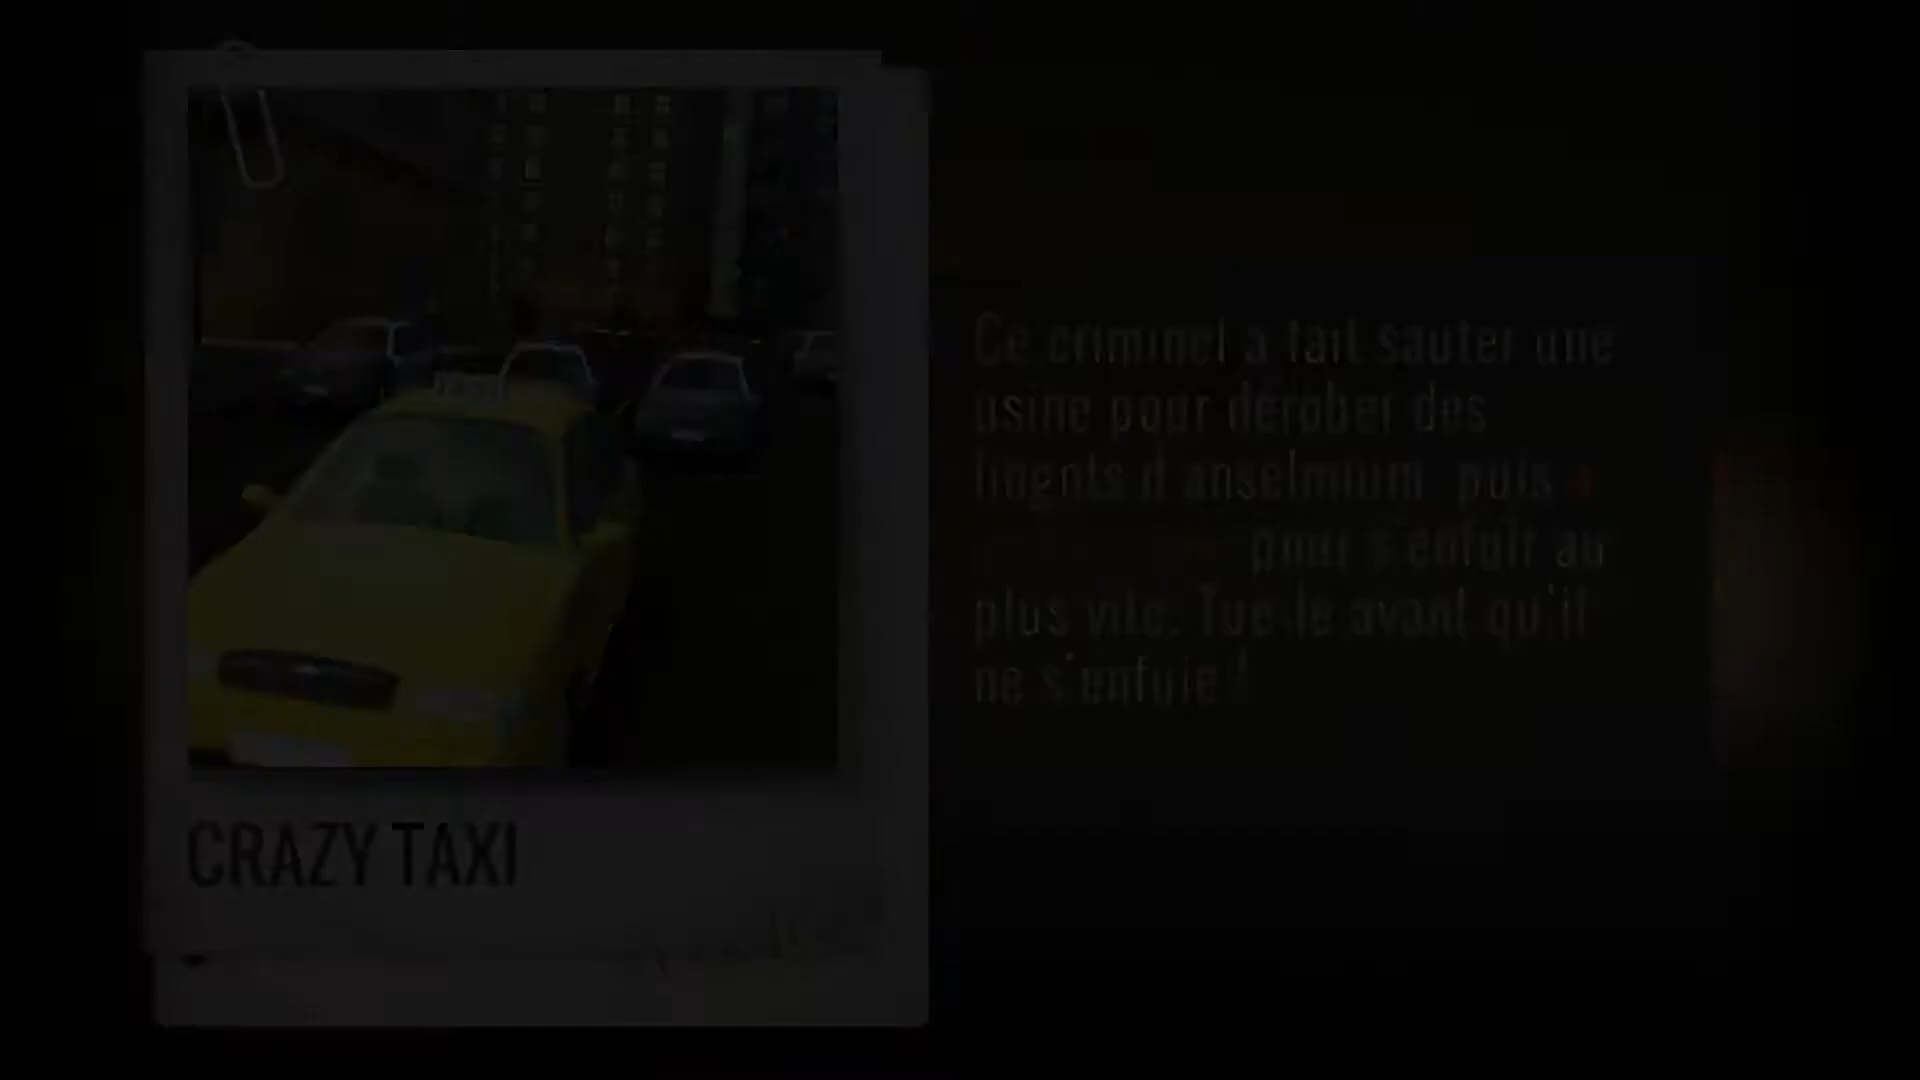 Ce criminel a fait sauter une
usine pour dérober des
lingots d'anselmium, puis
pour s'enfuir au
plus vite. Tue-le avant qu'il
ne s'enfuie !
CRAZY TAXI